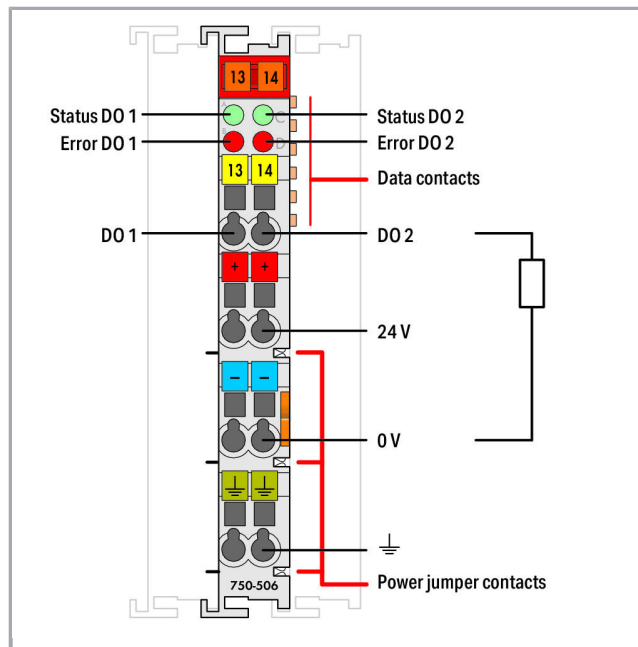 13 14
A C
Status DO 1 Status DO 2
B D
Error DO 1 Error DO 2
13 14
Data contacts
DO 1 DO 2
+ +
24 V
− −
0 V
750-506
Power jumper contacts